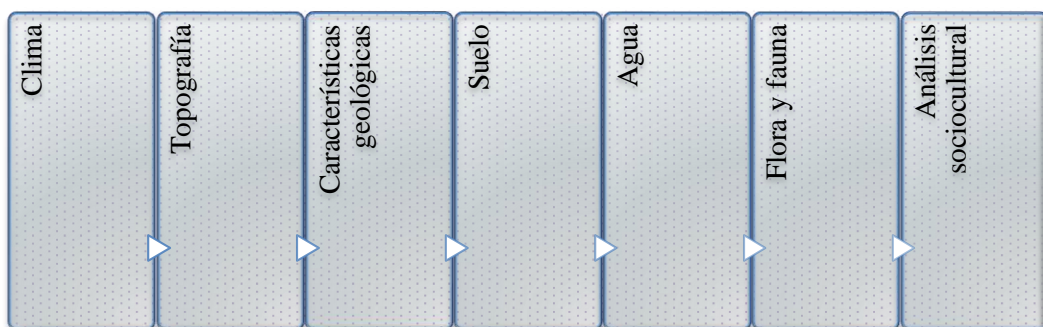 Clima
Topografía
Características
geológicas
Suelo
Agua
Flora y fauna
Análisis
sociocultural